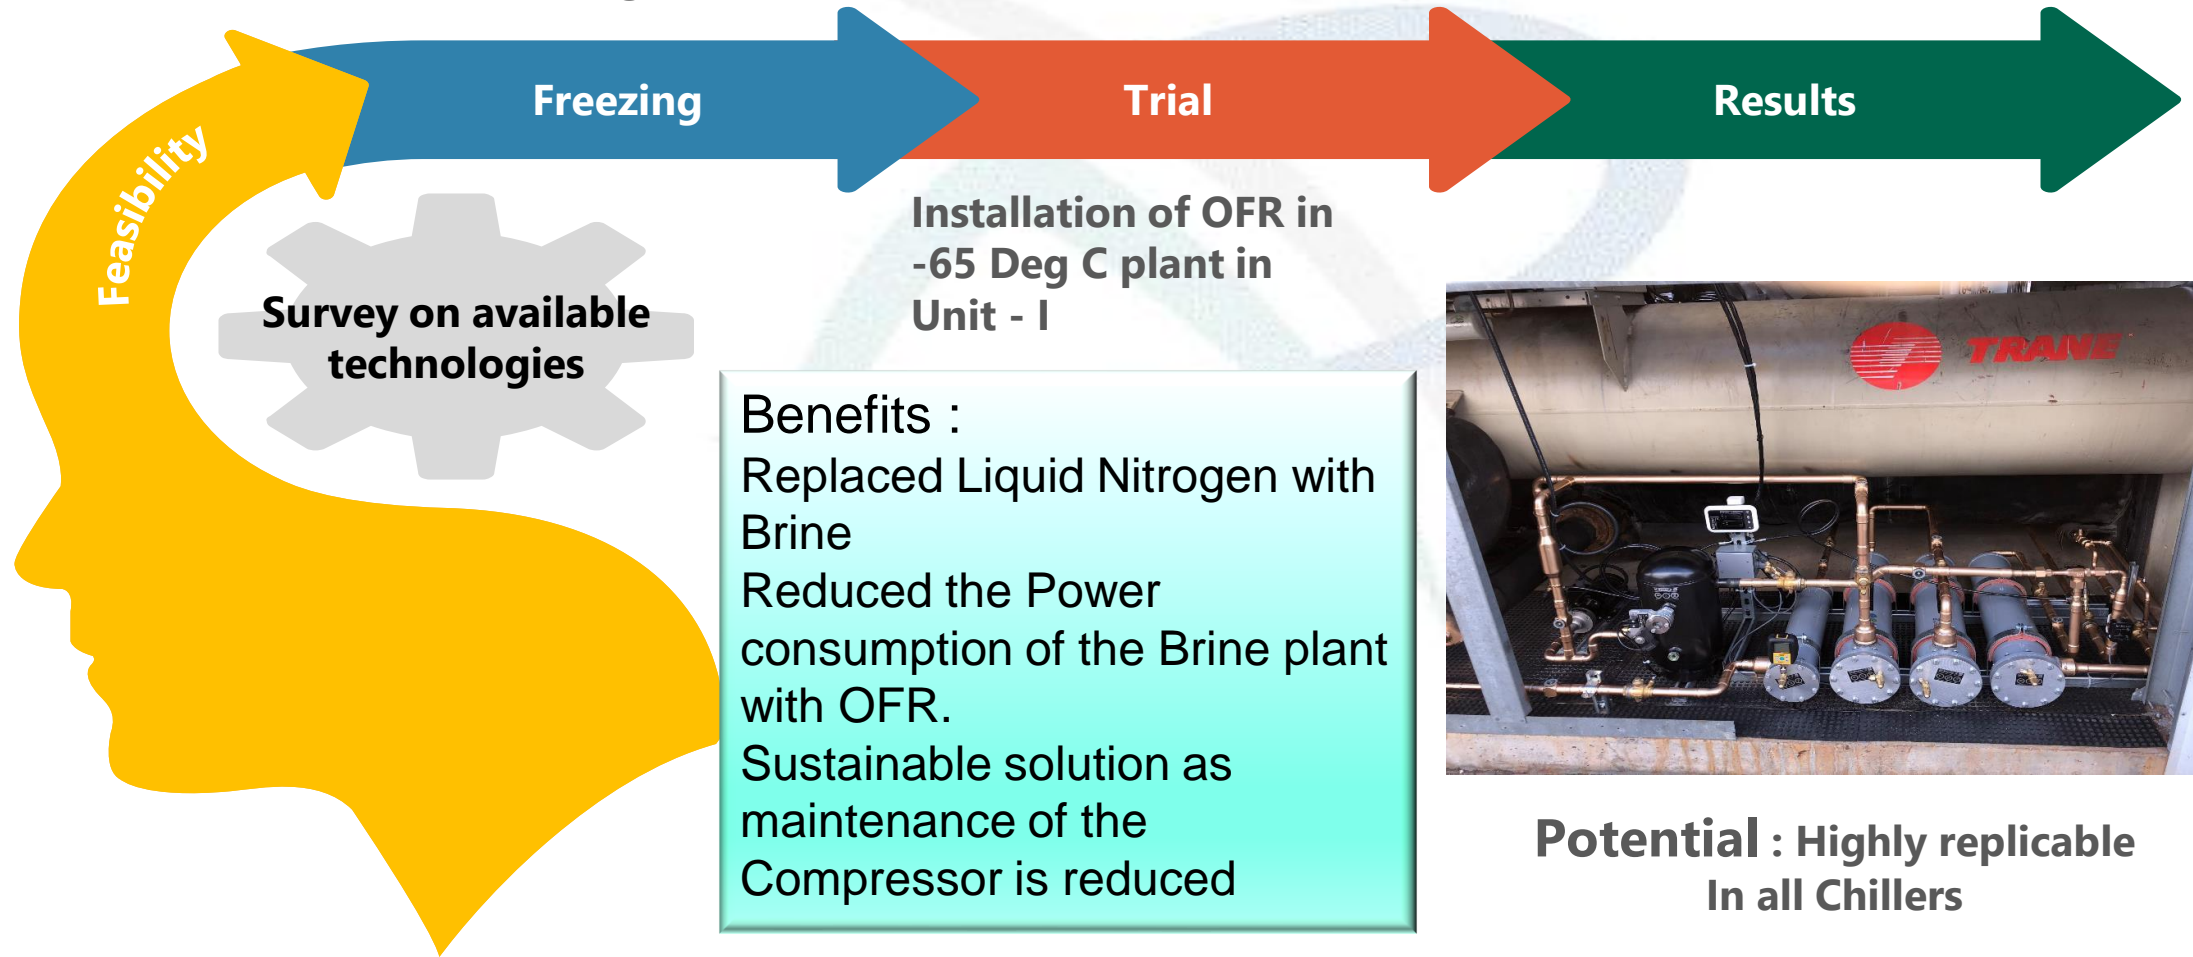 Feasibility
Freezing
Trial
Results
Survey on available
technologies
Installation of OFR in
-65 Deg C plant in
Unit - I
Benefits :
Replaced Liquid Nitrogen with
Brine
Reduced the Power
consumption of the Brine plant
with OFR.
Sustainable solution as
maintenance of the
Compressor is reduced
TRANE
Potential : Highly replicable
In all Chillers